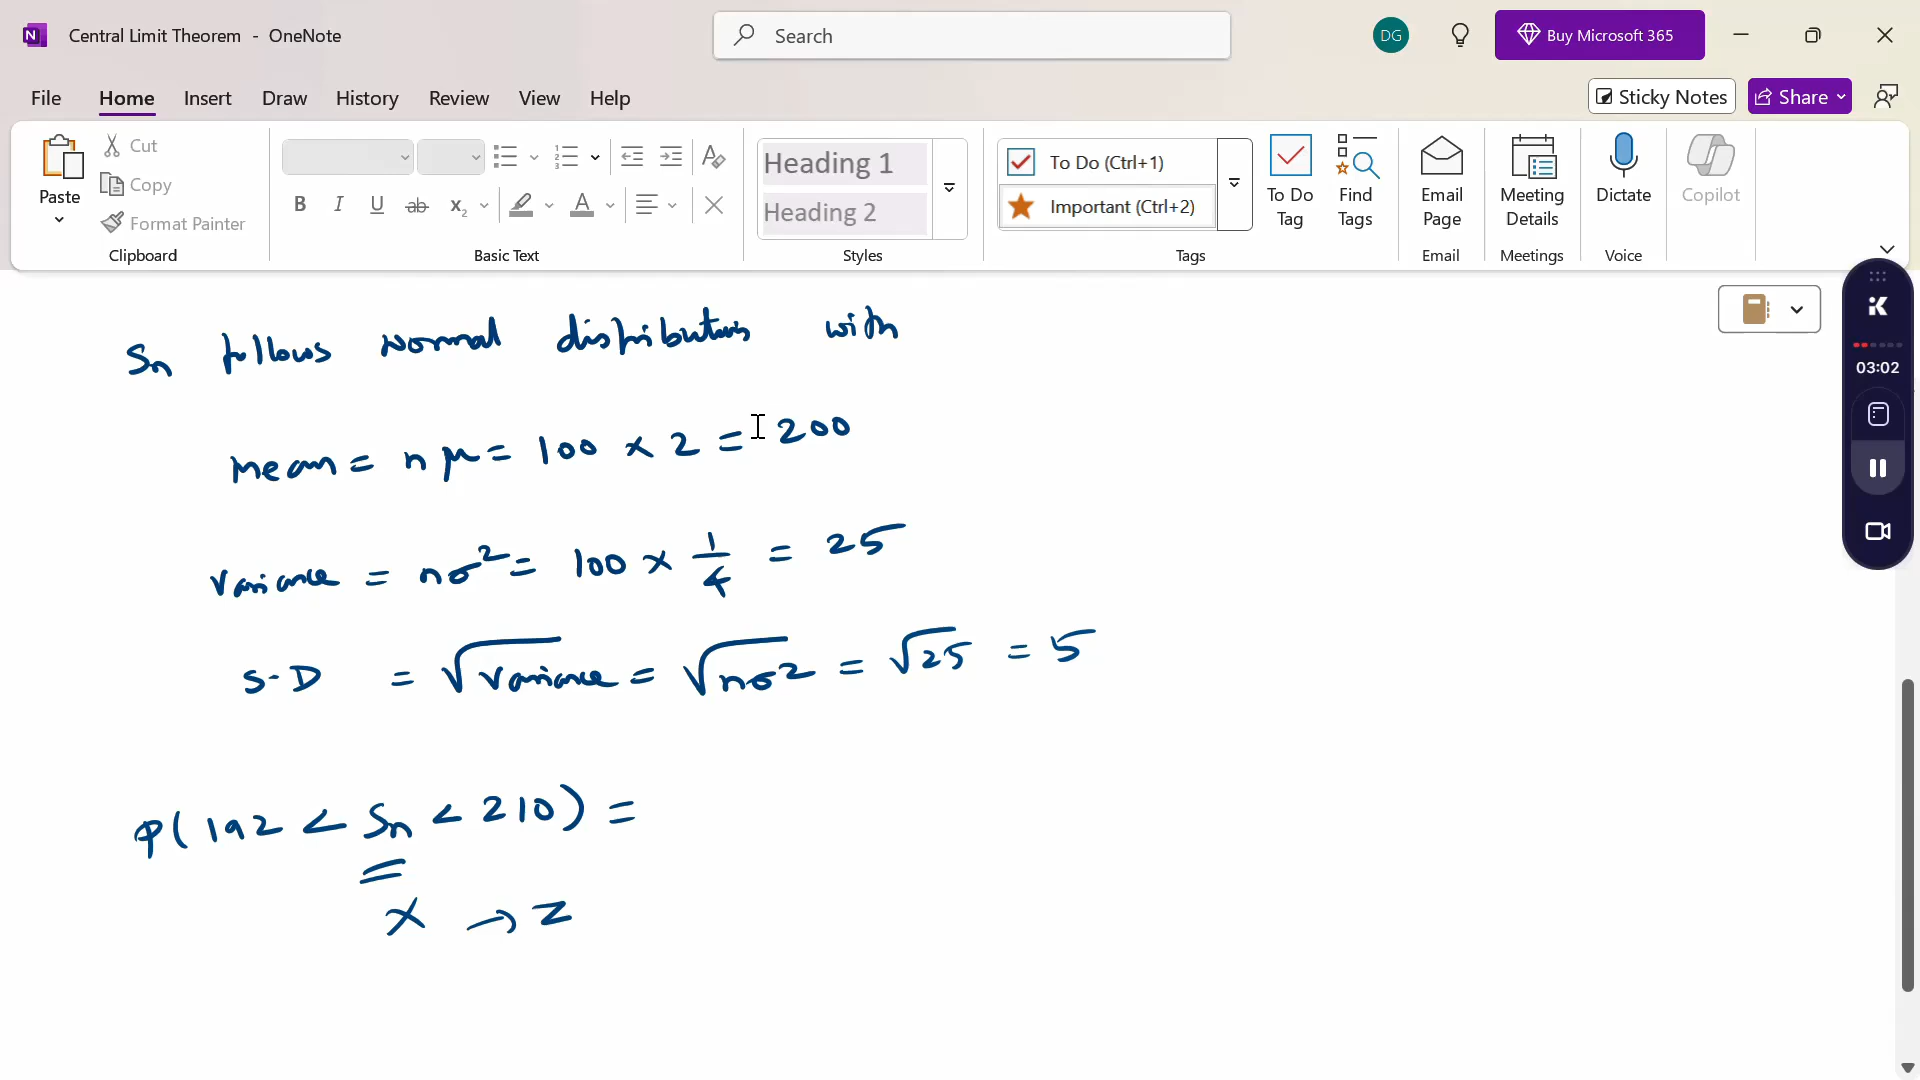 Central Limit Theorem - OneNote
Search
DG
Buy Microsoft 365
File Home Insert Draw History Review View Help
Sticky Notes
Share
Paste
Cut
Copy
Format Painter
Clipboard
B I U ab x₂ A
Basic Text
Heading 1
Heading 2
Styles
To Do (Ctrl+1)
Important (Ctrl+2)
Tags
To Do Tag
Find Tags
Email Page
Email
Meeting Details
Meetings
Dictate
Voice
Copilot
03:02
Sn follows normal distribution with
mean = nμ = 100 × 2 = 200
variance = nσ² = 100 × 1/4 = 25
S.D = √variance = √nσ² = √25 = 5
P(192 < Sn < 210) =
X → Z